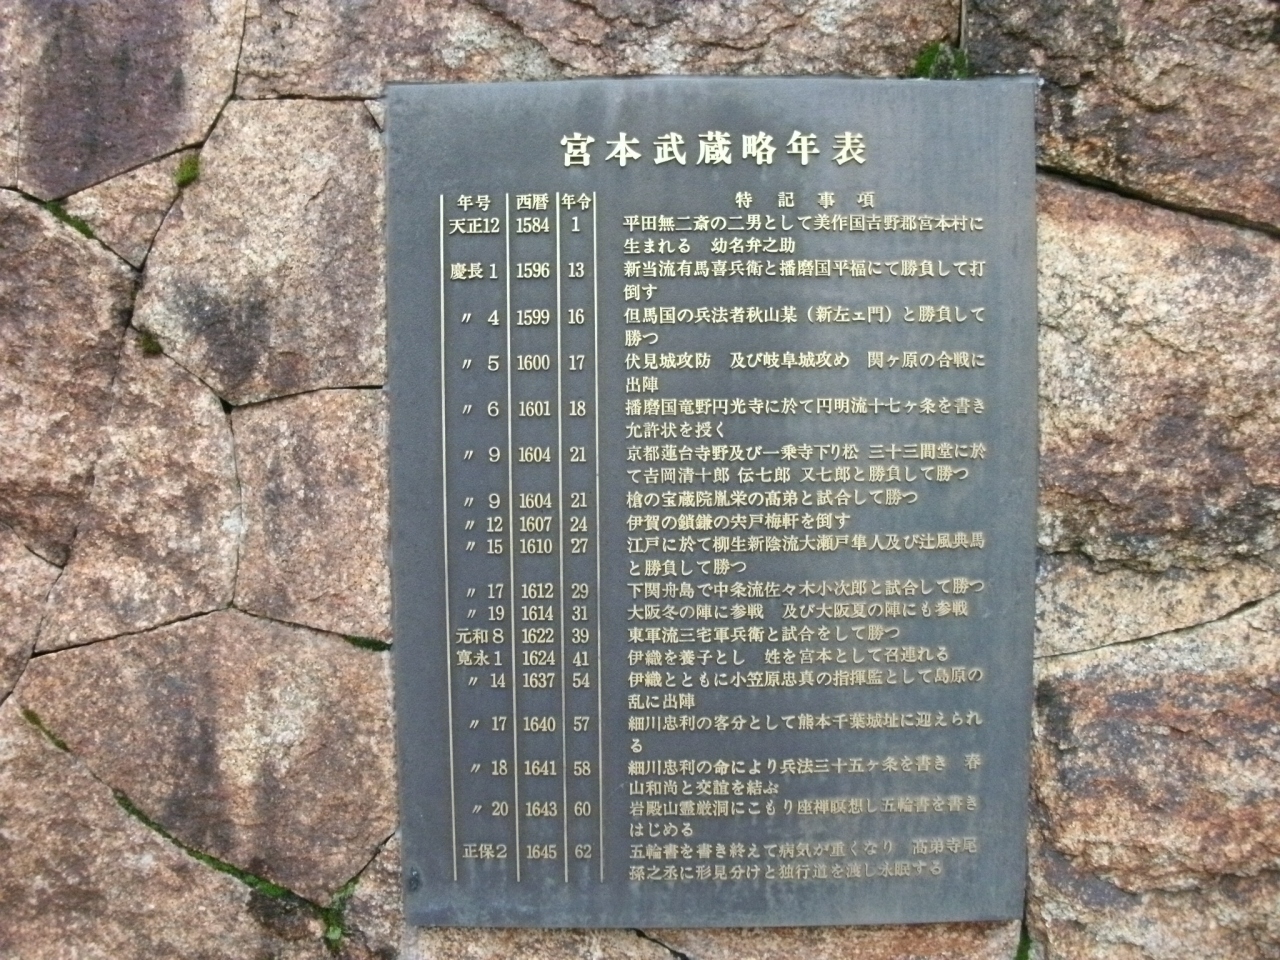 宮本武蔵略年表
年号 西暦 年令 特記事項
天正12 1584 1 平田無二斎の二男として美作国吉野郡宮本村に
生まれる 幼名弁之助
慶長1 1596 13 新当流有馬喜兵衛と播磨国平福にて勝負して打
倒す
〃4 1599 16 但馬国の兵法者秋山某（新左ェ門）と勝負して
勝つ
〃5 1600 17 伏見城攻防 及び岐阜城攻め 関ヶ原の合戦に
出陣
〃6 1601 18 播磨国竜野円光寺に於て円明流十七ヶ条を書き
允許状を授く
〃9 1604 21 京都蓮台寺野及び一乗寺下り松 三十三間堂に於
て吉岡清十郎 伝七郎 又七郎と勝負して勝つ
〃9 1604 21 槍の宝蔵院胤栄の高弟と試合して勝つ
〃12 1607 24 伊賀の鎖鎌の宍戸梅軒を倒す
〃15 1610 27 江戸に於て柳生新陰流大瀬戸隼人及び辻風典馬
と勝負して勝つ
〃17 1612 29 下関舟島で中条流佐々木小次郎と試合して勝つ
〃19 1614 31 大阪冬の陣に参戦 及び大阪夏の陣にも参戦
元和8 1622 39 東軍流三宅軍兵衛と試合をして勝つ
寛永1 1624 41 伊織を養子とし 姓を宮本として召連れる
〃14 1637 54 伊織とともに小笠原忠真の指揮監として島原の
乱に出陣
〃17 1640 57 細川忠利の客分として熊本千葉城址に迎えられ
る
〃18 1641 58 細川忠利の命により兵法三十五ヶ条を書き 春
山和尚と交誼を結ぶ
〃20 1643 60 岩殿山霊厳洞にこもり座禅瞑想し五輪書を書き
はじめる
正保2 1645 62 五輪書を書き終えて病気が重くなり 高弟寺尾
孫之丞に形見分けと独行道を渡し永眠する